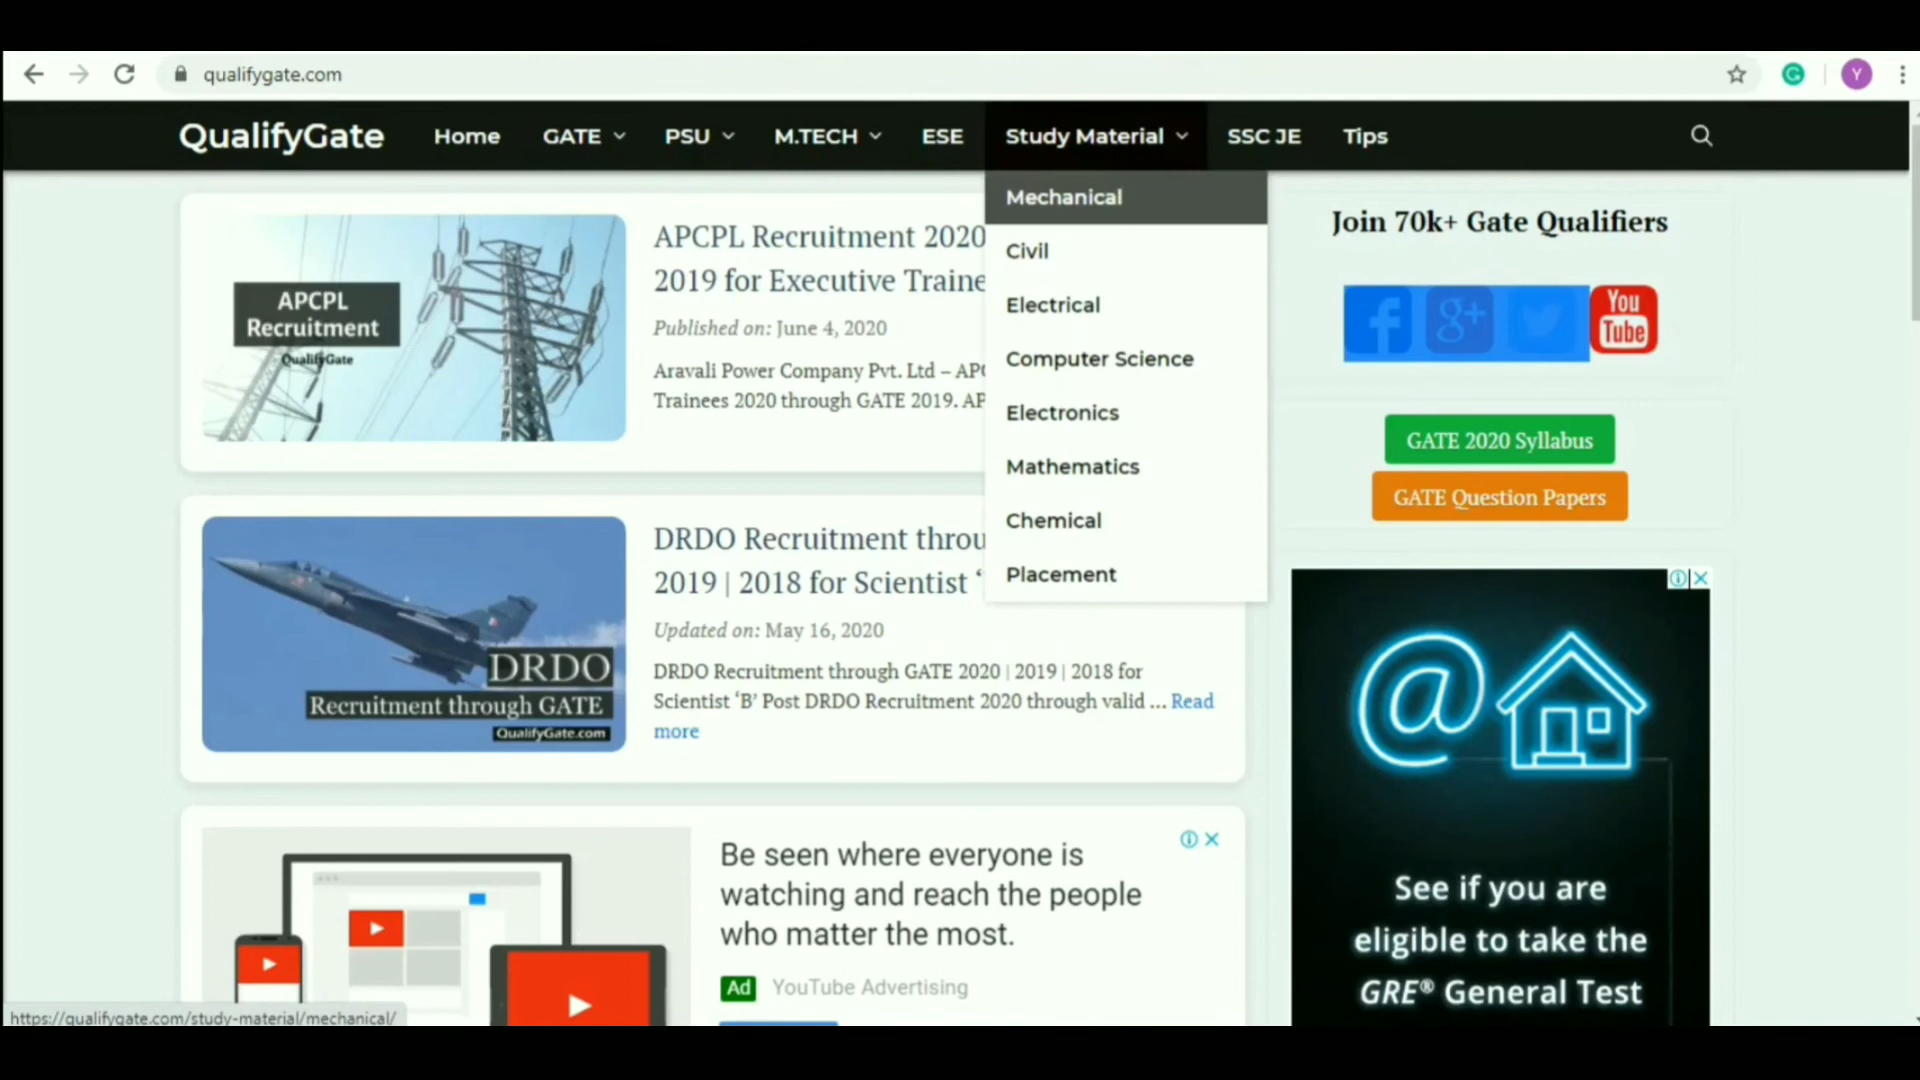 qualifygate.com
Y
QualifyGate Home GATE PSU M.TECH ESE Study Material SSC JE Tips
Mechanical
Civil
Electrical
Computer Science
Electronics
Mathematics
Chemical
Placement
APCPL
Recruitment
QualifyGate
APCPL Recruitment 2020
2019 for Executive Traine
Published on: June 4, 2020
Aravali Power Company Pvt. Ltd – APC
Trainees 2020 through GATE 2019. AP
DRDO
Recruitment through GATE
QualifyGate.com
DRDO Recruitment throu
2019 | 2018 for Scientist ‘
Updated on: May 16, 2020
DRDO Recruitment through GATE 2020 | 2019 | 2018 for
Scientist ‘B’ Post DRDO Recruitment 2020 through valid ... Read
more
Be seen where everyone is
watching and reach the people
who matter the most.
Ad YouTube Advertising
Join 70k+ Gate Qualifiers
f g+ You
Tube
GATE 2020 Syllabus
GATE Question Papers
@
See if you are
eligible to take the
GRE® General Test
https://qualifygate.com/study-material/mechanical/